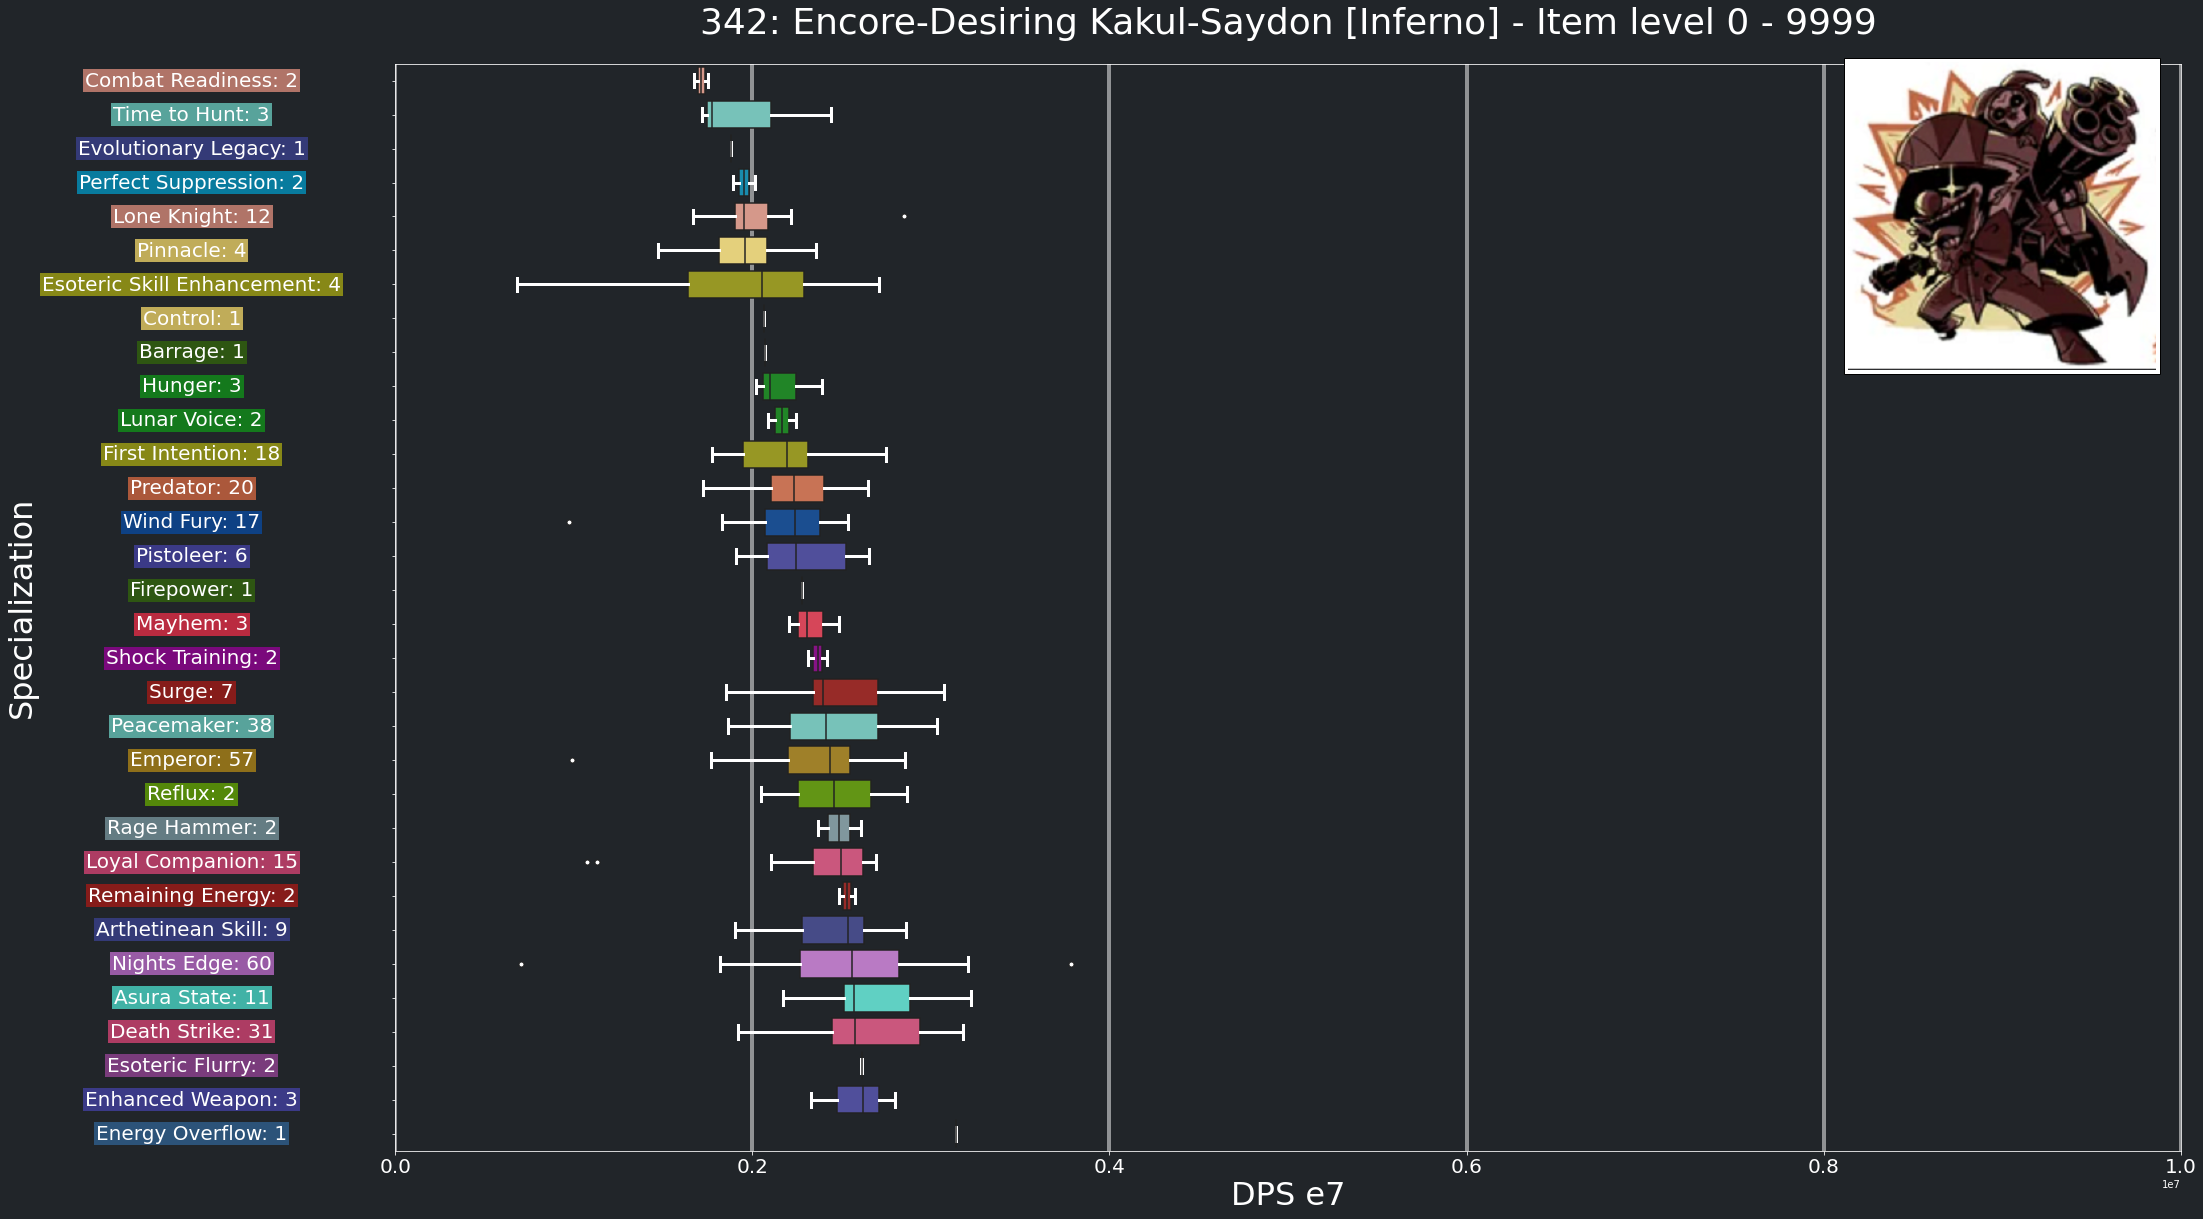 342: Encore-Desiring Kakul-Saydon [Inferno] - Item level 0 - 9999
Specialization
Combat Readiness: 2
Time to Hunt: 3
Evolutionary Legacy: 1
Perfect Suppression: 2
Lone Knight: 12
Pinnacle: 4
Esoteric Skill Enhancement: 4
Control: 1
Barrage: 1
Hunger: 3
Lunar Voice: 2
First Intention: 18
Predator: 20
Wind Fury: 17
Pistoleer: 6
Firepower: 1
Mayhem: 3
Shock Training: 2
Surge: 7
Peacemaker: 38
Emperor: 57
Reflux: 2
Rage Hammer: 2
Loyal Companion: 15
Remaining Energy: 2
Arthetinean Skill: 9
Nights Edge: 60
Asura State: 11
Death Strike: 31
Esoteric Flurry: 2
Enhanced Weapon: 3
Energy Overflow: 1
0.0 0.2 0.4 0.6 0.8 1.0
1e7
DPS e7